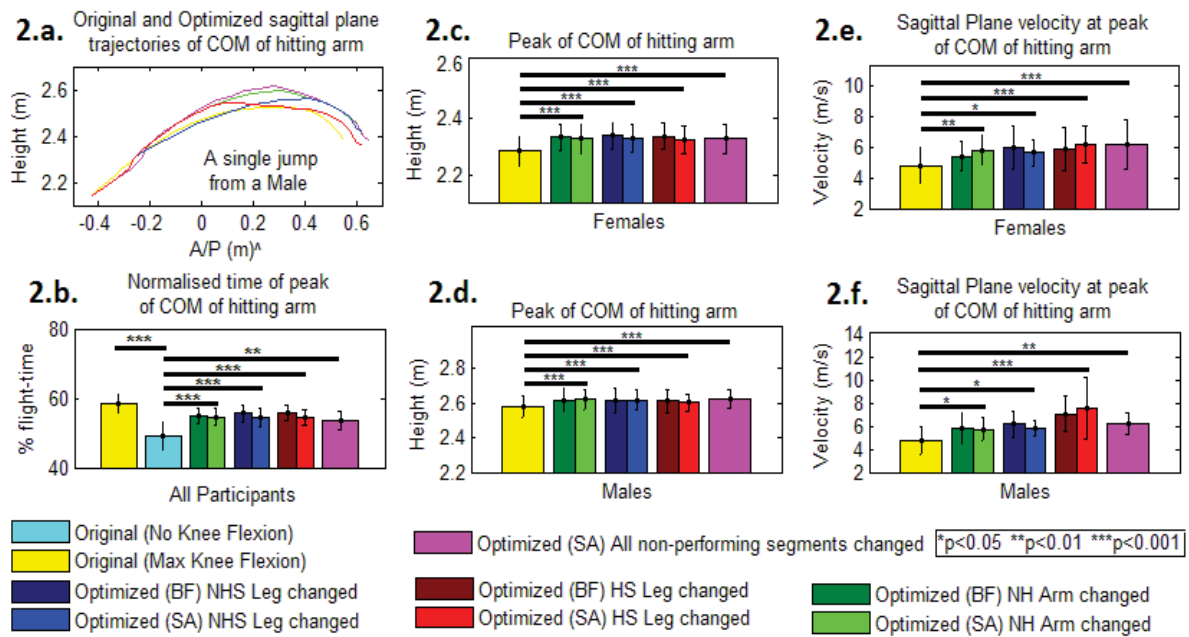 2.a.
Original and Optimized sagittal plane
trajectories of COM of hitting arm
Height (m)
2.6
2.4
2.2
A single jump
from a Male
-0.4 -0.2 0 0.2 0.4 0.6
A/P (m)^
2.c.
Peak of COM of hitting arm
Height (m)
2.6
2.4
2.2
***
***
***
***
Females
2.e.
Sagittal Plane velocity at peak
of COM of hitting arm
Velocity (m/s)
10
8
6
4
2
***
***
*
**
Females
2.b.
Normalised time of peak
of COM of hitting arm
% flight-time
80
60
40
***
**
***
***
***
All Participants
2.d.
Peak of COM of hitting arm
Height (m)
2.8
2.6
2.4
2.2
***
***
***
***
Males
2.f.
Sagittal Plane velocity at peak
of COM of hitting arm
Velocity (m/s)
14
12
10
8
6
4
2
**
***
*
*
Males
Original (No Knee Flexion)
Original (Max Knee Flexion)
Optimized (BF) NHS Leg changed
Optimized (SA) NHS Leg changed
Optimized (SA) All non-performing segments changed
*p<0.05 **p<0.01 ***p<0.001
Optimized (BF) HS Leg changed
Optimized (SA) HS Leg changed
Optimized (BF) NH Arm changed
Optimized (SA) NH Arm changed